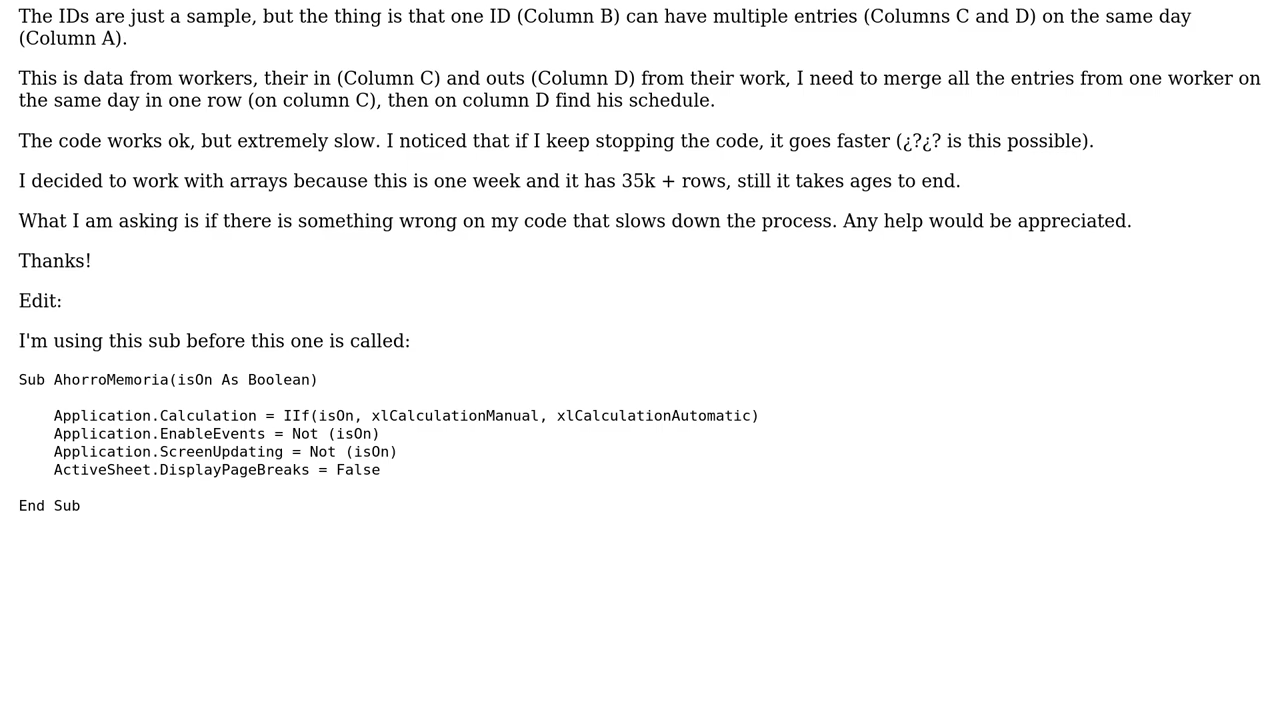 The IDs are just a sample, but the thing is that one ID (Column B) can have multiple entries (Columns C and D) on the same day
(Column A).
This is data from workers, their in (Column C) and outs (Column D) from their work, I need to merge all the entries from one worker on
the same day in one row (on column C), then on column D find his schedule.
The code works ok, but extremely slow. I noticed that if I keep stopping the code, it goes faster (¿?¿? is this possible).
I decided to work with arrays because this is one week and it has 35k + rows, still it takes ages to end.
What I am asking is if there is something wrong on my code that slows down the process. Any help would be appreciated.
Thanks!
Edit:
I'm using this sub before this one is called:
Sub AhorroMemoria(isOn As Boolean)
    Application.Calculation = IIf(isOn, xlCalculationManual, xlCalculationAutomatic)
    Application.EnableEvents = Not (isOn)
    Application.ScreenUpdating = Not (isOn)
    ActiveSheet.DisplayPageBreaks = False
End Sub